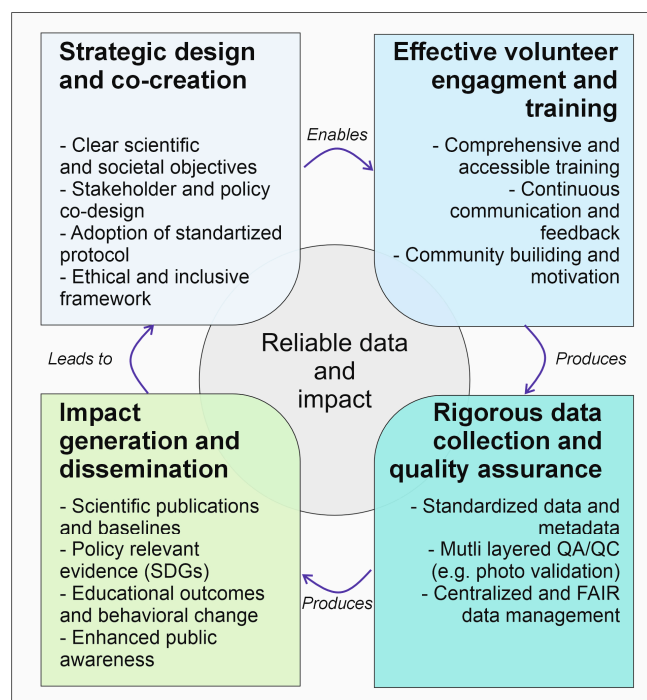 Strategic design
and co-creation
- Clear scientific
and societal objectives
- Stakeholder and policy
co-design
- Adoption of standartized
protocol
- Ethical and inclusive
framework
Enables
Effective volunteer
engagment and
training
- Comprehensive and
accessible training
- Continuous
communication and
feedback
- Community builiding and
motivation
Reliable data
and
impact
Leads to
Produces
Impact
generation and
dissemination
- Scientific publications
and baselines
- Policy relevant
evidence (SDGs)
- Educational outcomes
and behavioral change
- Enhanced public
awareness
Produces
Rigorous data
collection and
quality assurance
- Standardized data and
metadata
- Mutli layered QA/QC
(e.g. photo validation)
- Centralized and FAIR
data management